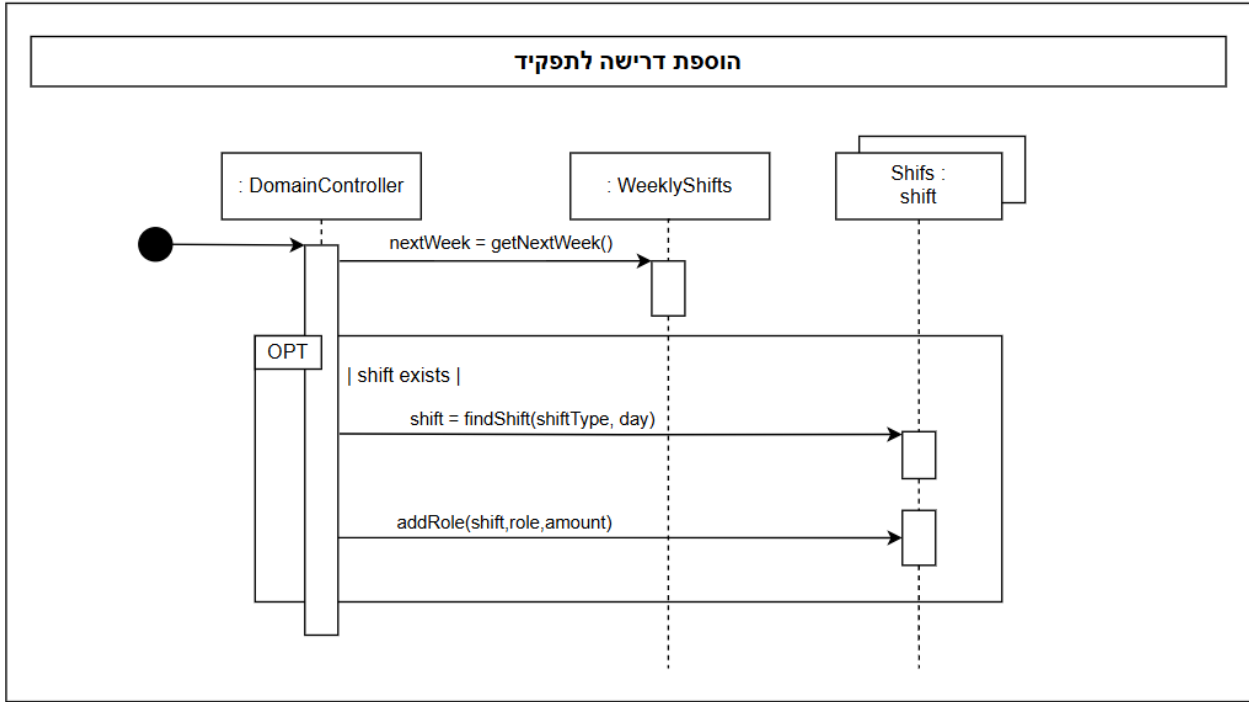 הוספת דרישה לתפקיד
: DomainController
: WeeklyShifts
Shifs :
shift
nextWeek = getNextWeek()
OPT
| shift exists |
shift = findShift(shiftType, day)
addRole(shift,role,amount)